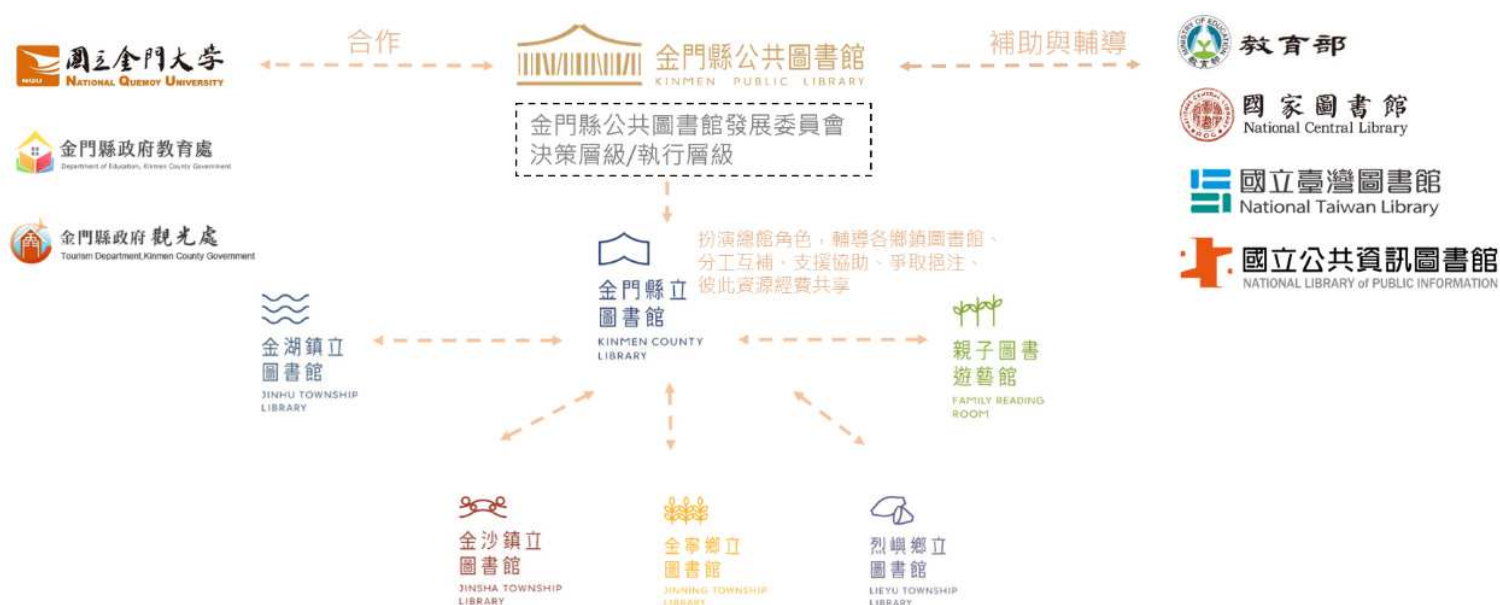 NQU
國立金門大学
NATIONAL QUEMOY UNIVERSITY
合作
金門縣公共圖書館
KINMEN PUBLIC LIBRARY
補助與輔導
MINISTRY OF EDUCATION
教育部
教育部
金門縣公共圖書館發展委員會
決策層級/執行層級
金門縣政府教育處
Department of Education, Kinmen County Government
金門縣政府觀光處
Tourism Department,Kinmen County Government
國家圖書館
National Central Library
國立臺灣圖書館
National Taiwan Library
國立公共資訊圖書館
NATIONAL LIBRARY of PUBLIC INFORMATION
扮演總館角色，輔導各鄉鎮圖書館、
分工互補、支援協助、爭取挹注、
彼此資源經費共享
金門縣立
圖書館
KINMEN COUNTY
LIBRARY
金湖鎮立
圖書館
JINHU TOWNSHIP
LIBRARY
親子圖書
遊藝館
FAMILY READING
ROOM
金沙鎮立
圖書館
JINSHA TOWNSHIP
LIBRARY
金寧鄉立
圖書館
JINNING TOWNSHIP
LIBRARY
烈嶼鄉立
圖書館
LIEYU TOWNSHIP
LIBRARY